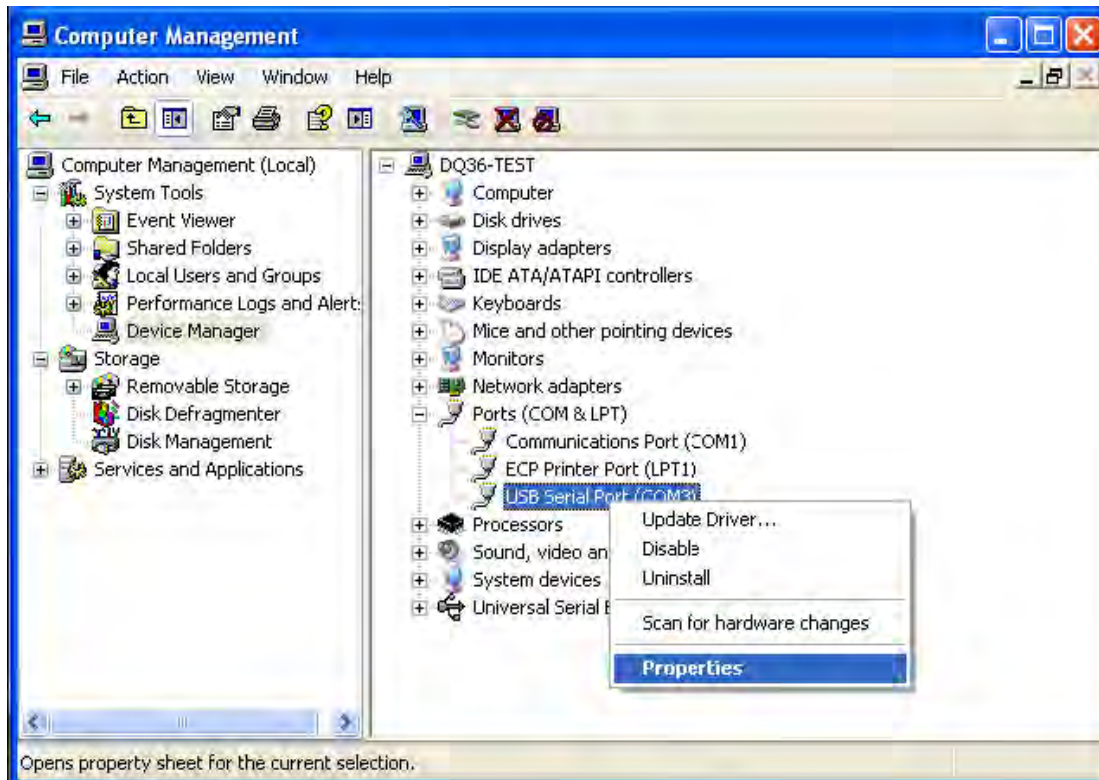 Computer Management
File Action View Window Help
Computer Management (Local)
System Tools
Event Viewer
Shared Folders
Local Users and Groups
Performance Logs and Alert
Device Manager
Storage
Removable Storage
Disk Defragmenter
Disk Management
Services and Applications
DQ36-TEST
Computer
Disk drives
Display adapters
IDE ATA/ATAPI controllers
Keyboards
Mice and other pointing devices
Monitors
Network adapters
Ports (COM & LPT)
Communications Port (COM1)
ECP Printer Port (LPT1)
USB Serial Port (COM3)
Processors
Sound, video an
System devices
Universal Serial
Update Driver...
Disable
Uninstall
Scan for hardware changes
Properties
Opens property sheet for the current selection.